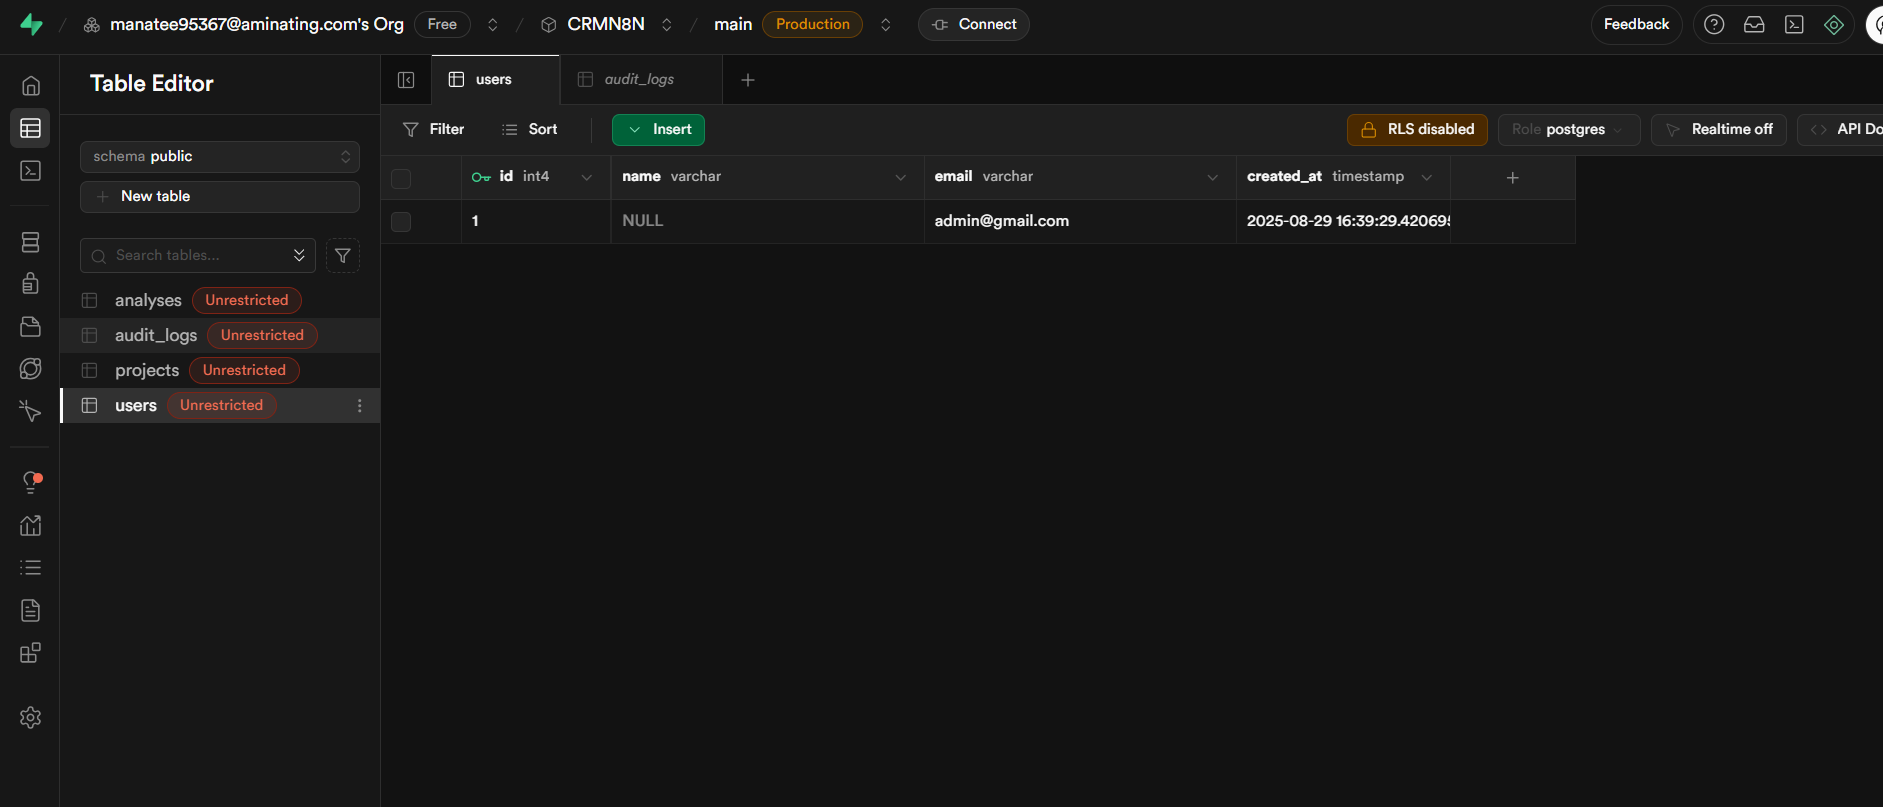 manatee95367@aminating.com's Org Free CRMN8N main Production Connect Feedback
Table Editor
users audit_logs
Filter Sort Insert RLS disabled Role postgres Realtime off API Do
schema public
New table
Search tables...
analyses Unrestricted
audit_logs Unrestricted
projects Unrestricted
users Unrestricted
id int4 name varchar email varchar created_at timestamp
1 NULL admin@gmail.com 2025-08-29 16:39:29.420695